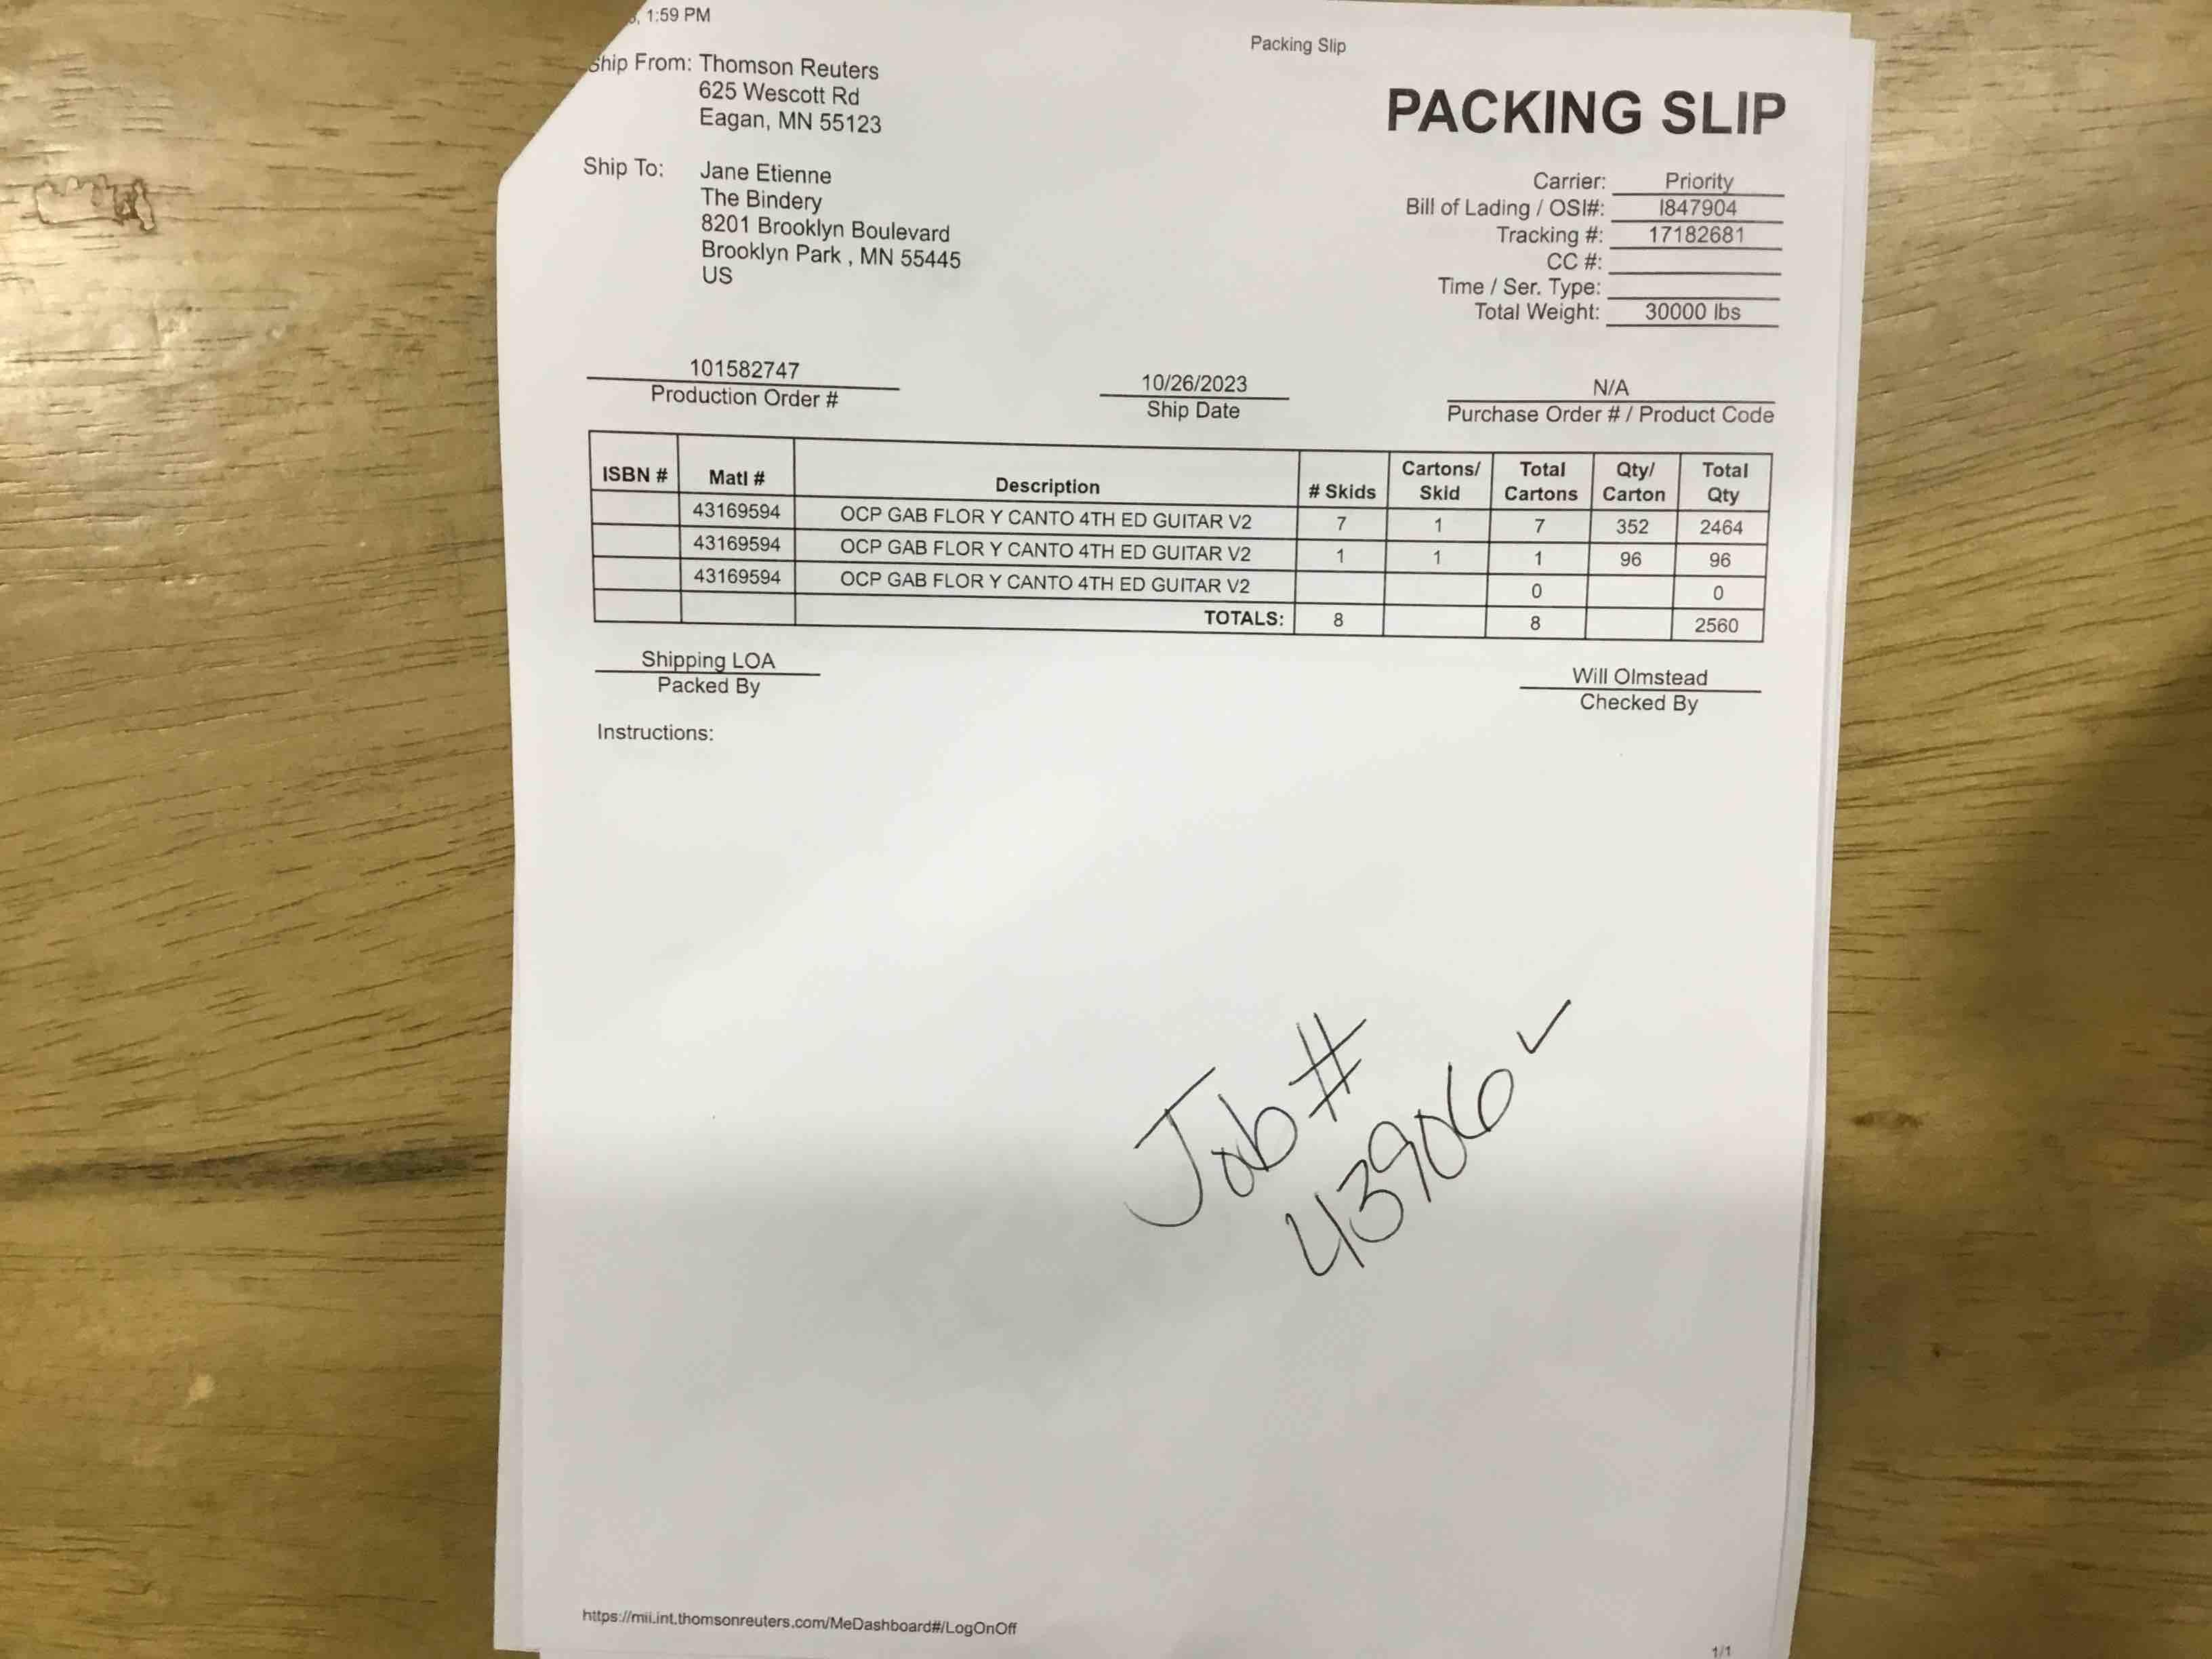 1:59 PM
Packing Slip
Ship From: Thomson Reuters
625 Wescott Rd
Eagan, MN 55123
PACKING SLIP
Ship To: Jane Etienne
The Bindery
8201 Brooklyn Boulevard
Brooklyn Park , MN 55445
US
Carrier: Priority
Bill of Lading / OSI#: I847904
Tracking #: 17182681
CC #:
Time / Ser. Type:
Total Weight: 30000 lbs
101582747
Production Order #
10/26/2023
Ship Date
N/A
Purchase Order # / Product Code
ISBN # Matl # Description # Skids Cartons/ Skid Total Cartons Qty/ Carton Total Qty
43169594 OCP GAB FLOR Y CANTO 4TH ED GUITAR V2 7 1 7 352 2464
43169594 OCP GAB FLOR Y CANTO 4TH ED GUITAR V2 1 1 1 96 96
43169594 OCP GAB FLOR Y CANTO 4TH ED GUITAR V2 0 0
TOTALS: 8 8 2560
Shipping LOA
Packed By
Will Olmstead
Checked By
Instructions:
Job #
43906 ✓
https://mii.int.thomsonreuters.com/MeDashboard#/LogOnOff
1/1